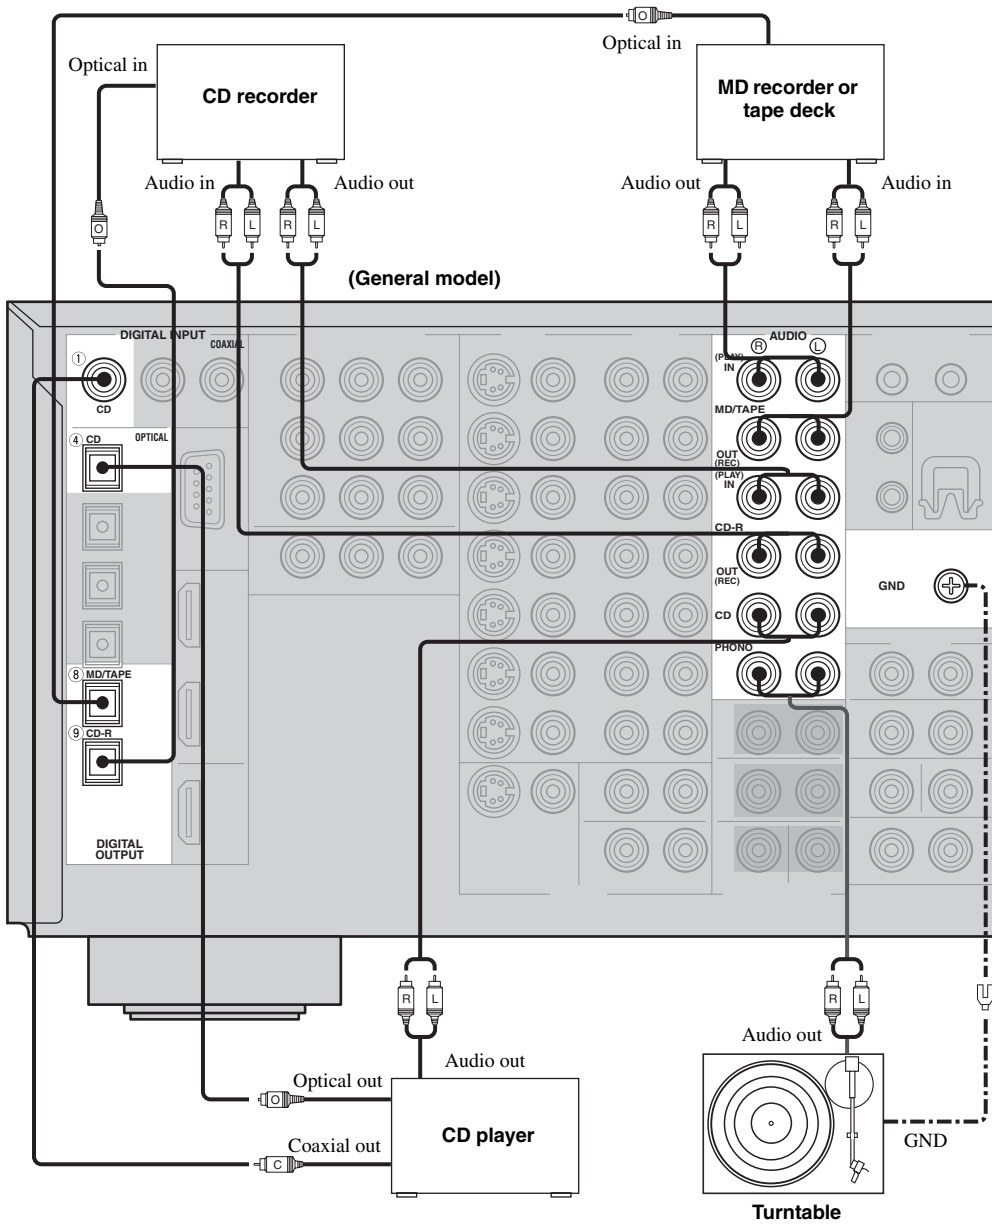 O
Optical in
Optical in
CD recorder
MD recorder or
tape deck
Audio in
Audio out
Audio out
Audio in
O
R L
R L
R L
R L
(General model)
DIGITAL INPUT
COAXIAL
AUDIO
① CD
R L
(PLAY)
IN
MD/TAPE
④ CD
OPTICAL
OUT
(REC)
(PLAY)
IN
CD-R
OUT
(REC)
GND
CD
PHONO
⑧ MD/TAPE
⑨ CD-R
DIGITAL
OUTPUT
R L
R L
Audio out
Audio out
Optical out
O
Coaxial out
C
CD player
GND
Turntable